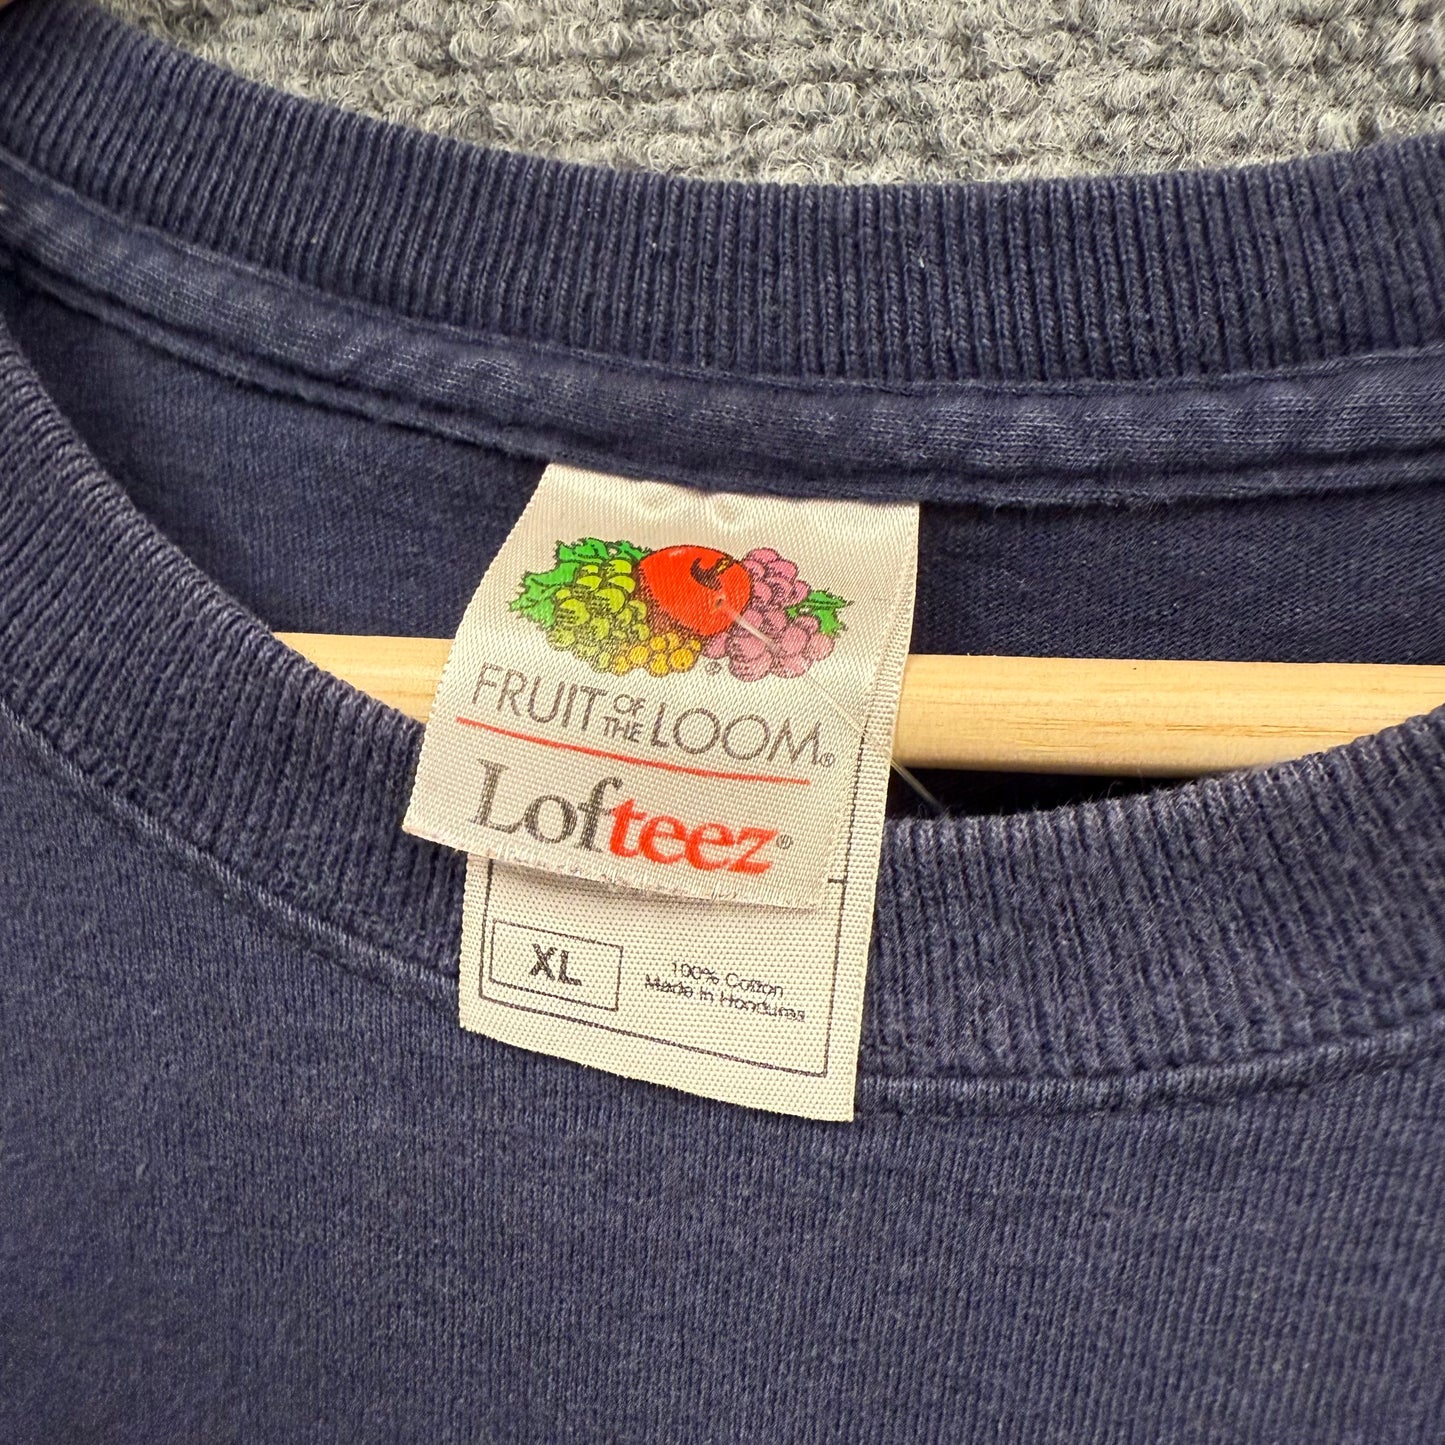 FRUIT OF THE LOOM®
Lofteez®
XL
100% Cotton
Made in Honduras